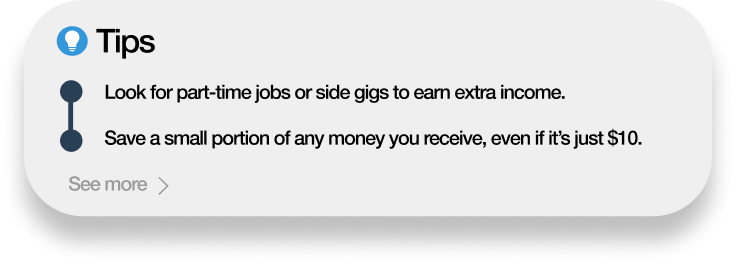 Tips
Look for part-time jobs or side gigs to earn extra income.
Save a small portion of any money you receive, even if it’s just $10.
See more